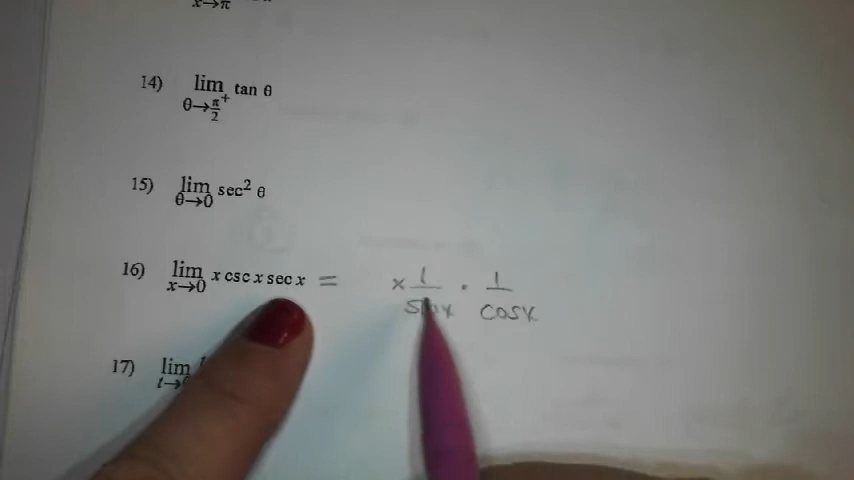 x→π
14) lim θ→π/2⁺ tan θ
15) lim θ→0 sec² θ
16) lim x→0 x csc x sec x = x 1/sinx · 1/cosx
17) lim